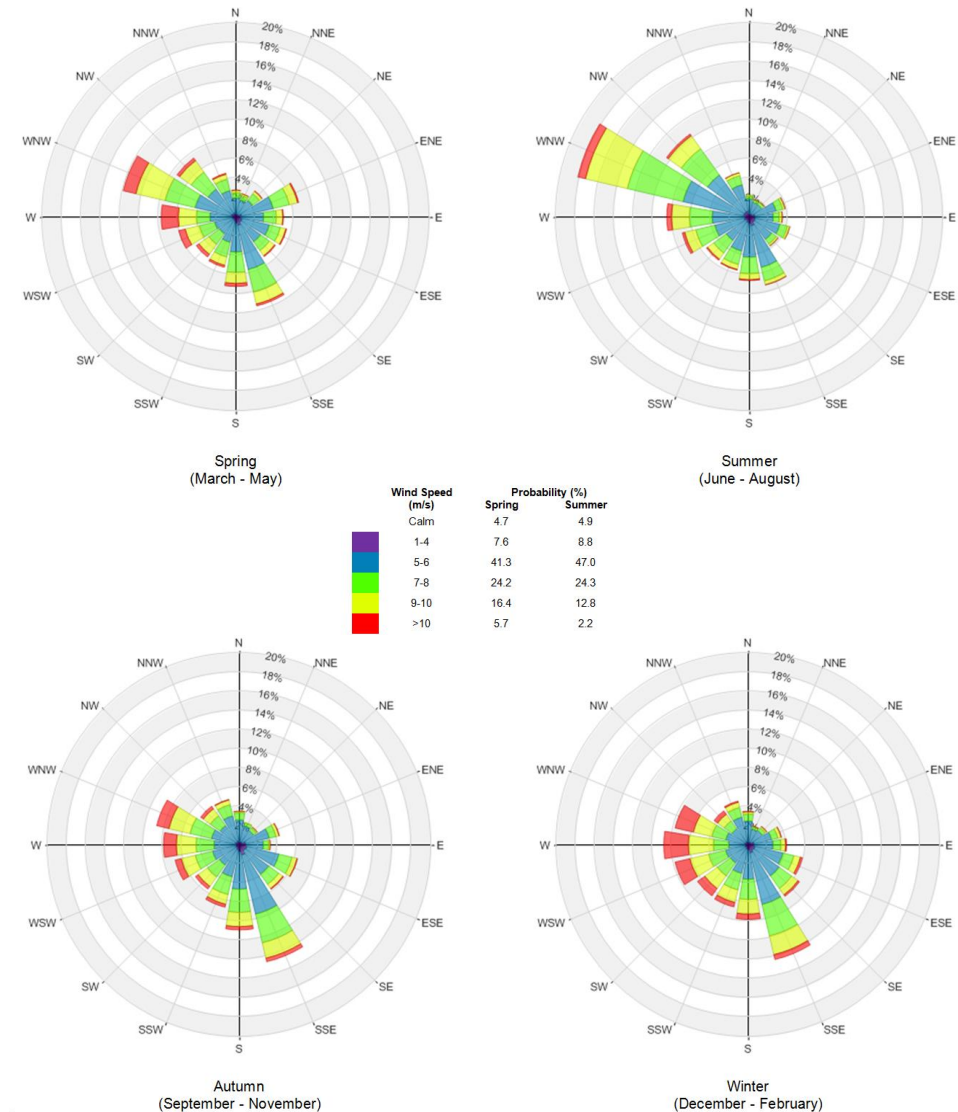 N
NNW
NNE
NW
NE
WNW
ENE
W
E
WSW
ESE
SW
SE
SSW
SSE
S
20%
18%
16%
14%
12%
10%
8%
6%
4%
Spring
(March - May)
N
NNW
NNE
NW
NE
WNW
ENE
W
E
WSW
ESE
SW
SE
SSW
SSE
S
20%
18%
16%
14%
12%
10%
8%
6%
4%
Summer
(June - August)
Wind Speed Probability (%)
(m/s) Spring Summer
Calm 4.7 4.9
1-4 7.6 8.8
5-6 41.3 47.0
7-8 24.2 24.3
9-10 16.4 12.8
>10 5.7 2.2
N
NNW
NNE
NW
NE
WNW
ENE
W
E
WSW
ESE
SW
SE
SSW
SSE
S
20%
18%
16%
14%
12%
10%
8%
6%
4%
Autumn
(September - November)
N
NNW
NNE
NW
NE
WNW
ENE
W
E
WSW
ESE
SW
SE
SSW
SSE
S
20%
18%
16%
14%
12%
10%
8%
6%
4%
Winter
(December - February)